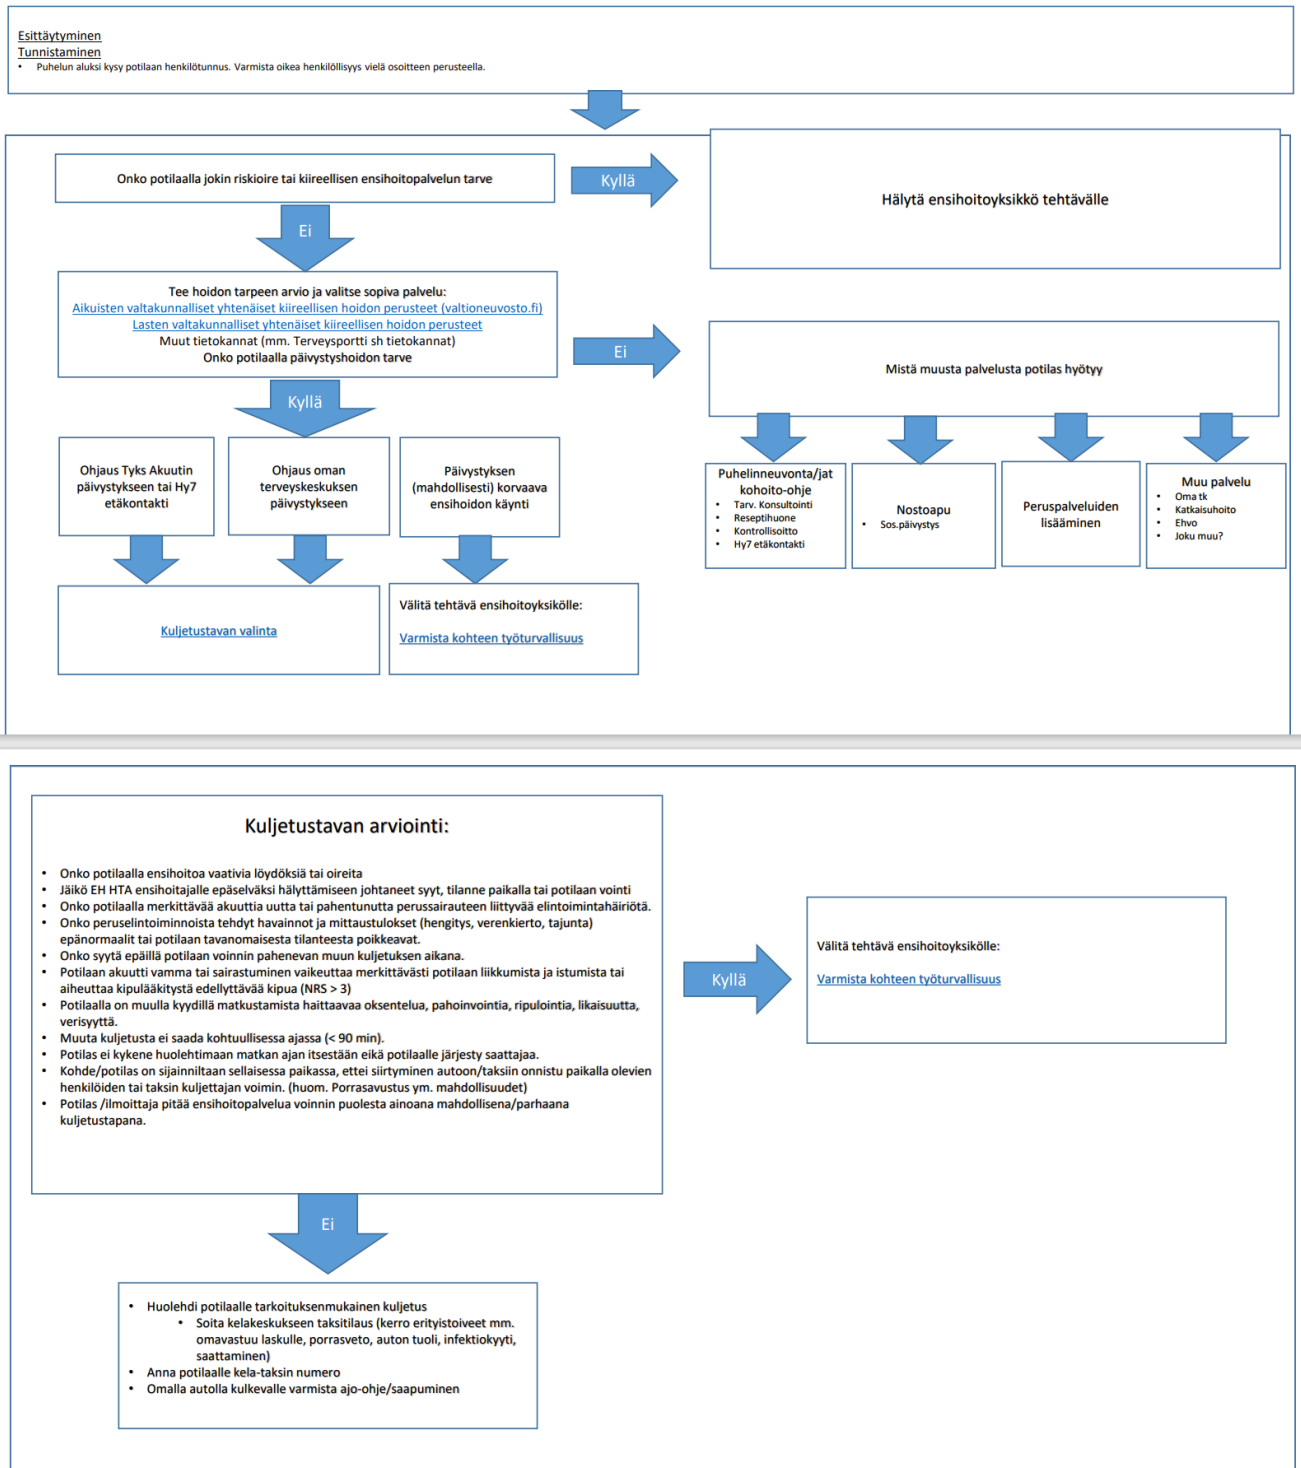 Esittäytyminen
Tunnistaminen
• Puhelun aluksi kysy potilaan henkilötunnus. Varmista oikea henkilöllisyys vielä osoitteen perusteella.
Onko potilaalla jokin riskioire tai kiireellisen ensihoitopalvelun tarve
Kyllä
Hälytä ensihoitoyksikkö tehtävälle
Ei
Tee hoidon tarpeen arvio ja valitse sopiva palvelu:
Aikuisten valtakunnalliset yhtenäiset kiireellisen hoidon perusteet (valtioneuvosto.fi)
Lasten valtakunnalliset yhtenäiset kiireellisen hoidon perusteet
Muut tietokannat (mm. Terveysportti sh tietokannat)
Onko potilaalla päivystyshoidon tarve
Ei
Mistä muusta palvelusta potilas hyötyy
Kyllä
Ohjaus Tyks Akuutin
päivystykseen tai Hy7
etäkontakti
Ohjaus oman
terveyskeskuksen
päivystykseen
Päivystyksen
(mahdollisesti) korvaava
ensihoidon käynti
Puhelinneuvonta/jat
kohoito-ohje
• Tarv. Konsultointi
• Reseptihuone
• Kontrollisoitto
• Hy7 etäkontakti
Nostoapu
• Sos.päivystys
Peruspalveluiden
lisääminen
Muu palvelu
• Oma tk
• Katkaisuhoito
• Ehvo
• Joku muu?
Kuljetustavan valinta
Välitä tehtävä ensihoitoyksikölle:
Varmista kohteen työturvallisuus
Kuljetustavan arviointi:
• Onko potilaalla ensihoitoa vaativia löydöksiä tai oireita
• Jäikö EH HTA ensihoitajalle epäselväksi hälyttämiseen johtaneet syyt, tilanne paikalla tai potilaan vointi
• Onko potilaalla merkittävää akuuttia uutta tai pahentunutta perussairauteen liittyvää elintoimintahäiriötä.
• Onko peruselintoiminnoista tehdyt havainnot ja mittaustulokset (hengitys, verenkierto, tajunta)
epänormaalit tai potilaan tavanomaisesta tilanteesta poikkeavat.
• Onko syytä epäillä potilaan voinnin pahenevan muun kuljetuksen aikana.
• Potilaan akuutti vamma tai sairastuminen vaikeuttaa merkittävästi potilaan liikkumista ja istumista tai
aiheuttaa kipulääkitystä edellyttävää kipua (NRS > 3)
• Potilaalla on muulla kyydillä matkustamista haittaavaa oksentelua, pahoinvointia, ripulointia, likaisuutta,
verisyyttä.
• Muuta kuljetusta ei saada kohtuullisessa ajassa (< 90 min).
• Potilas ei kykene huolehtimaan matkan ajan itsestään eikä potilaalle järjesty saattajaa.
• Kohde/potilas on sijainniltaan sellaisessa paikassa, ettei siirtyminen autoon/taksiin onnistu paikalla olevien
henkilöiden tai taksin kuljettajan voimin. (huom. Porrasavustus ym. mahdollisuudet)
• Potilas /ilmoittaja pitää ensihoitopalvelua voinnin puolesta ainoana mahdollisena/parhaana
kuljetustapana.
Kyllä
Välitä tehtävä ensihoitoyksikölle:
Varmista kohteen työturvallisuus
Ei
• Huolehdi potilaalle tarkoituksenmukainen kuljetus
• Soita kelakeskukseen taksitilaus (kerro erityistoiveet mm.
omavastuu laskulle, porrasveto, auton tuoli, infektiokyyti,
saattaminen)
• Anna potilaalle kela-taksin numero
• Omalla autolla kulkevalle varmista ajo-ohje/saapuminen